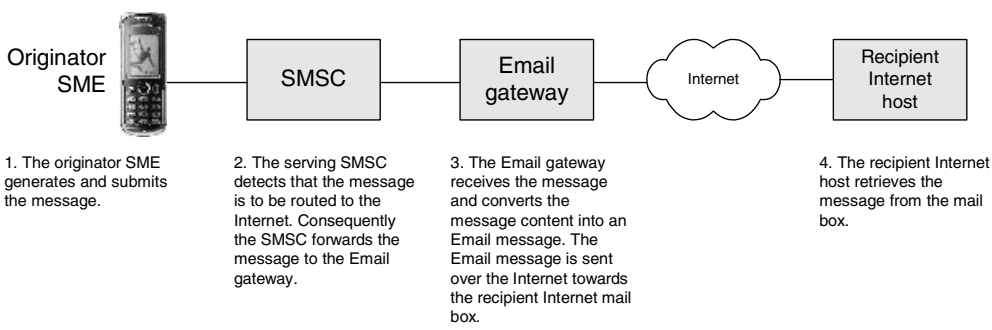 Originator
SME
SMSC
Email
gateway
Internet
Recipient
Internet
host
1. The originator SME
generates and submits
the message.
2. The serving SMSC
detects that the message
is to be routed to the
Internet. Consequently
the SMSC forwards the
message to the Email
gateway.
3. The Email gateway
receives the message
and converts the
message content into an
Email message. The
Email message is sent
over the Internet towards
the recipient Internet mail
box.
4. The recipient Internet
host retrieves the
message from the mail
box.